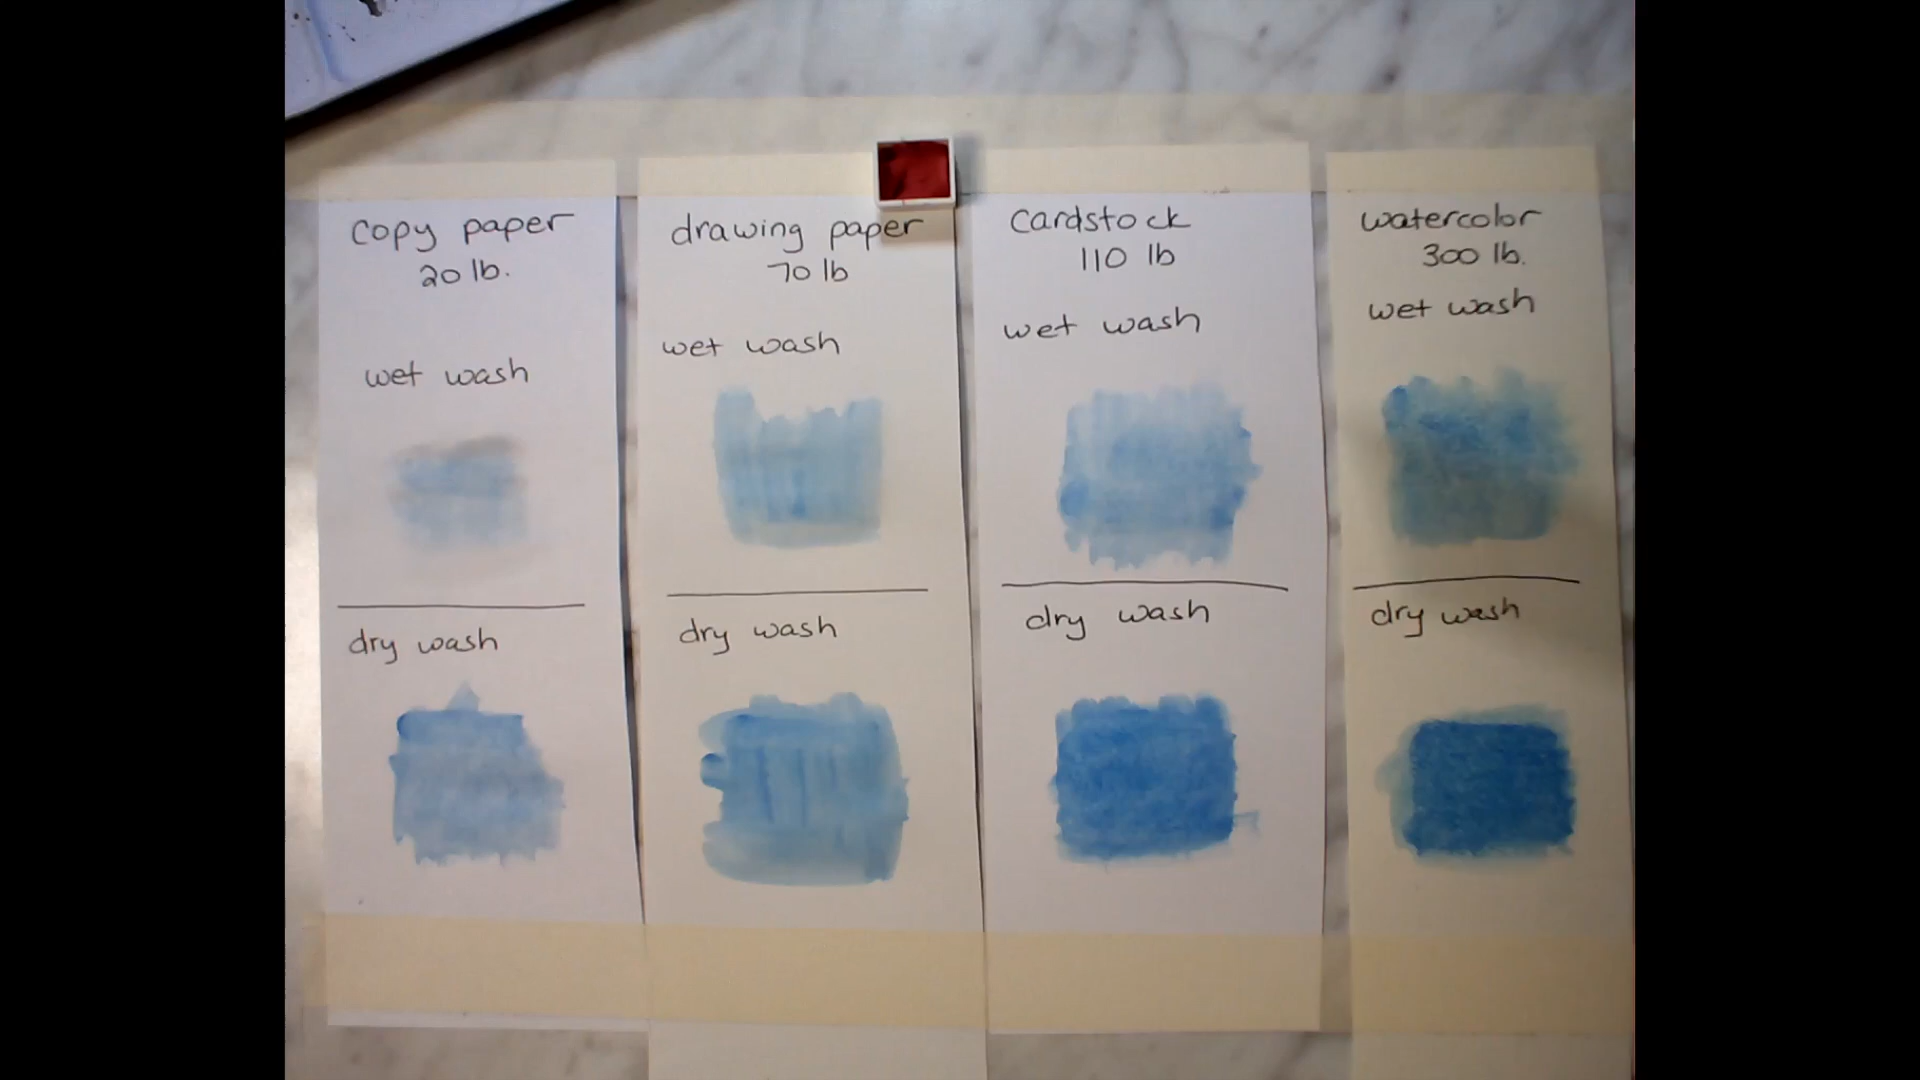 copy paper
20 lb.
wet wash
dry wash
drawing paper
70 lb
wet wash
dry wash
cardstock
110 lb
wet wash
dry wash
watercolor
300 lb.
wet wash
dry wash